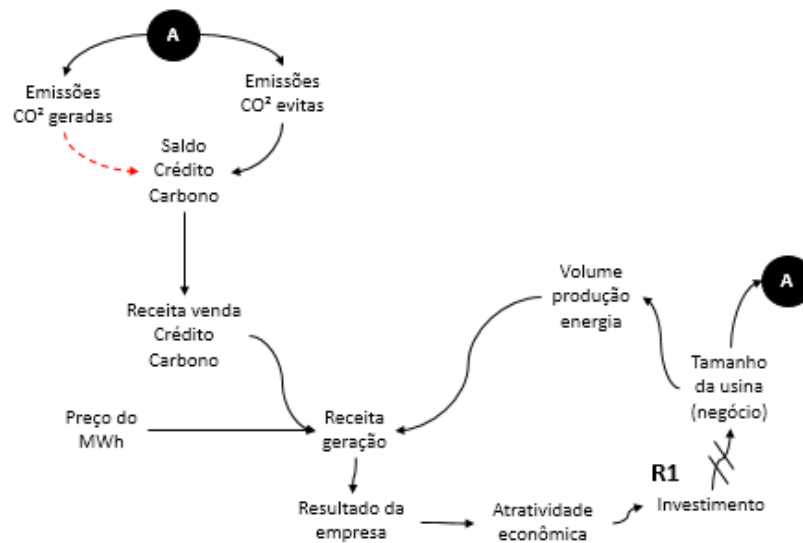 A
Emissões
CO² geradas
Emissões
CO² evitas
Saldo
Crédito
Carbono
Receita venda
Crédito
Carbono
Volume
produção
energia
A
Tamanho
da usina
(negócio)
Preço do
MWh
Receita
geração
R1
Resultado da
empresa
Atratividade
econômica
Investimento